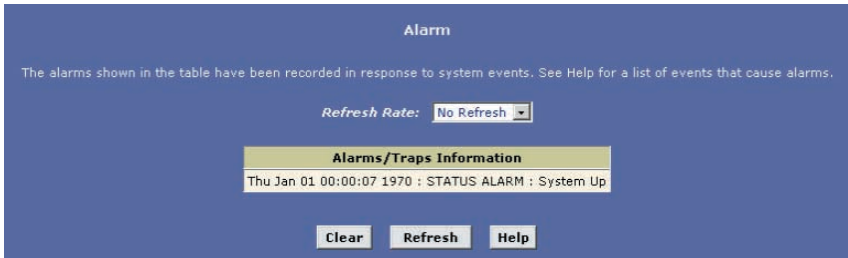 Alarm
The alarms shown in the table have been recorded in response to system events. See Help for a list of events that cause alarms.
Refresh Rate: No Refresh
Alarms/Traps Information
Thu Jan 01 00:00:07 1970 : STATUS ALARM : System Up
Clear Refresh Help